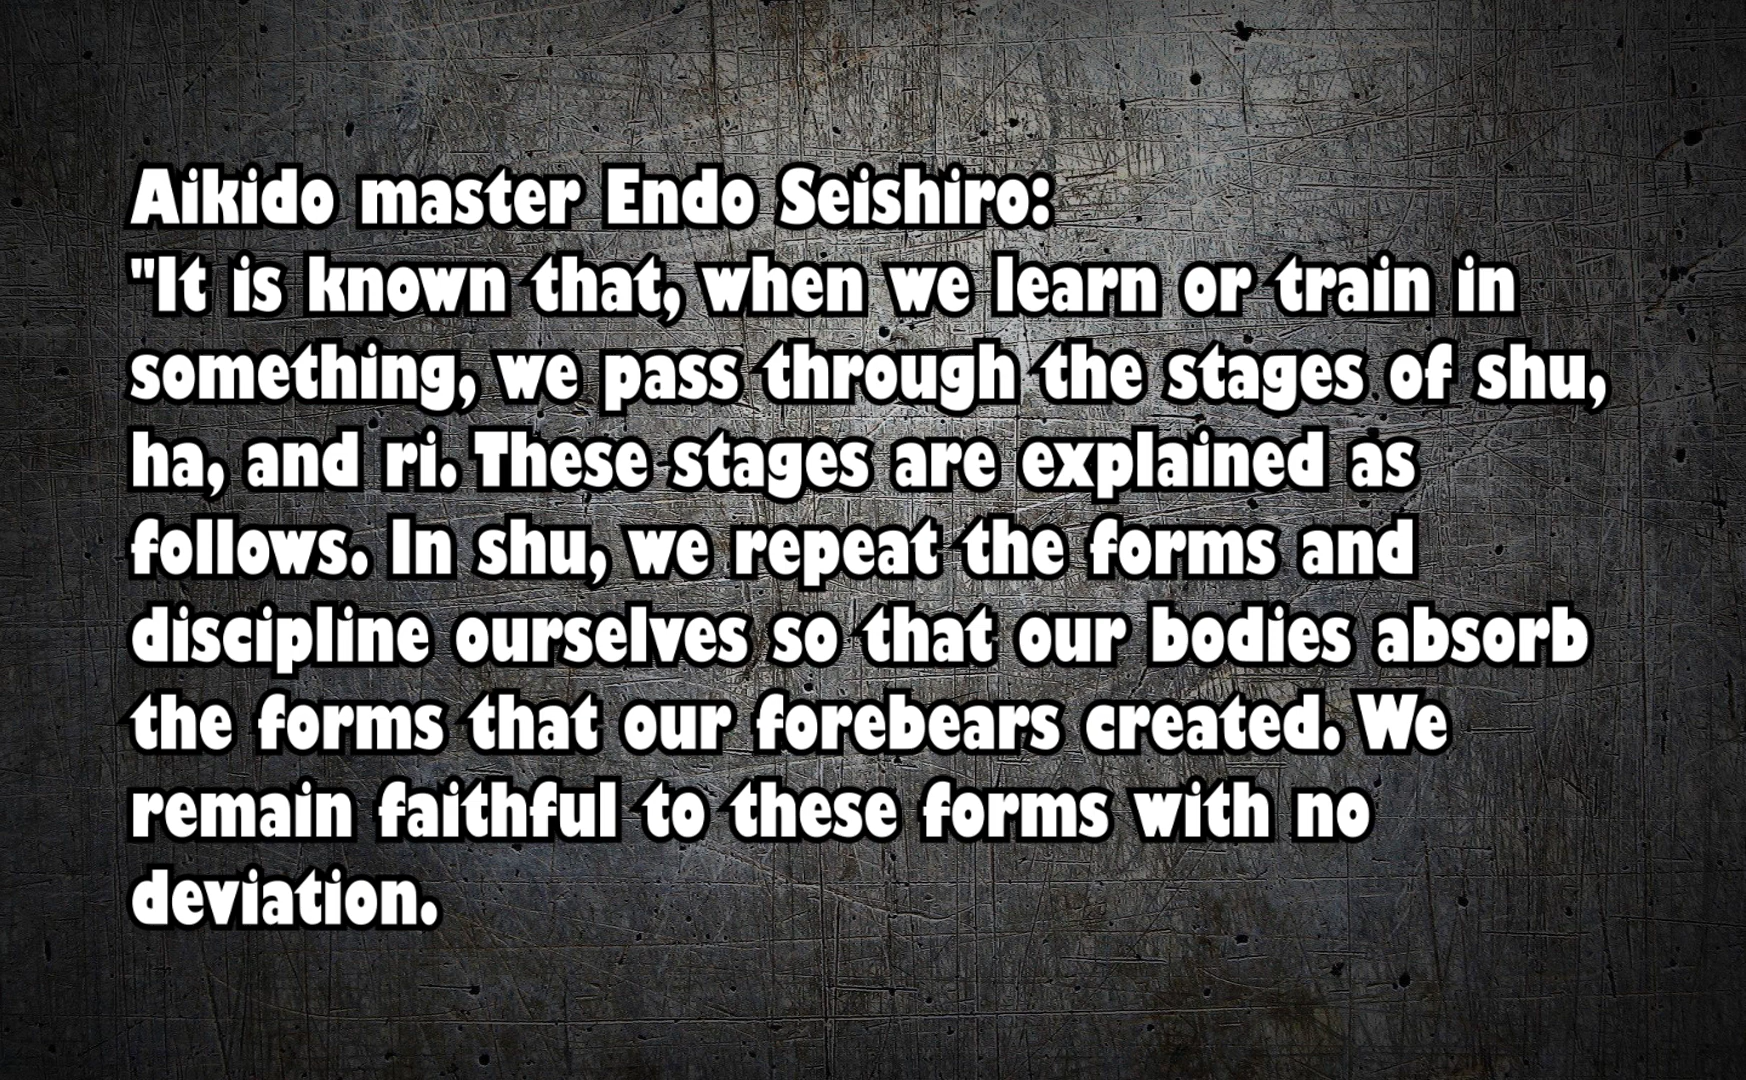 Aikido master Endo Seishiro:
"It is known that, when we learn or train in
something, we pass through the stages of shu,
ha, and ri. These stages are explained as
follows. In shu, we repeat the forms and
discipline ourselves so that our bodies absorb
the forms that our forebears created. We
remain faithful to these forms with no
deviation.